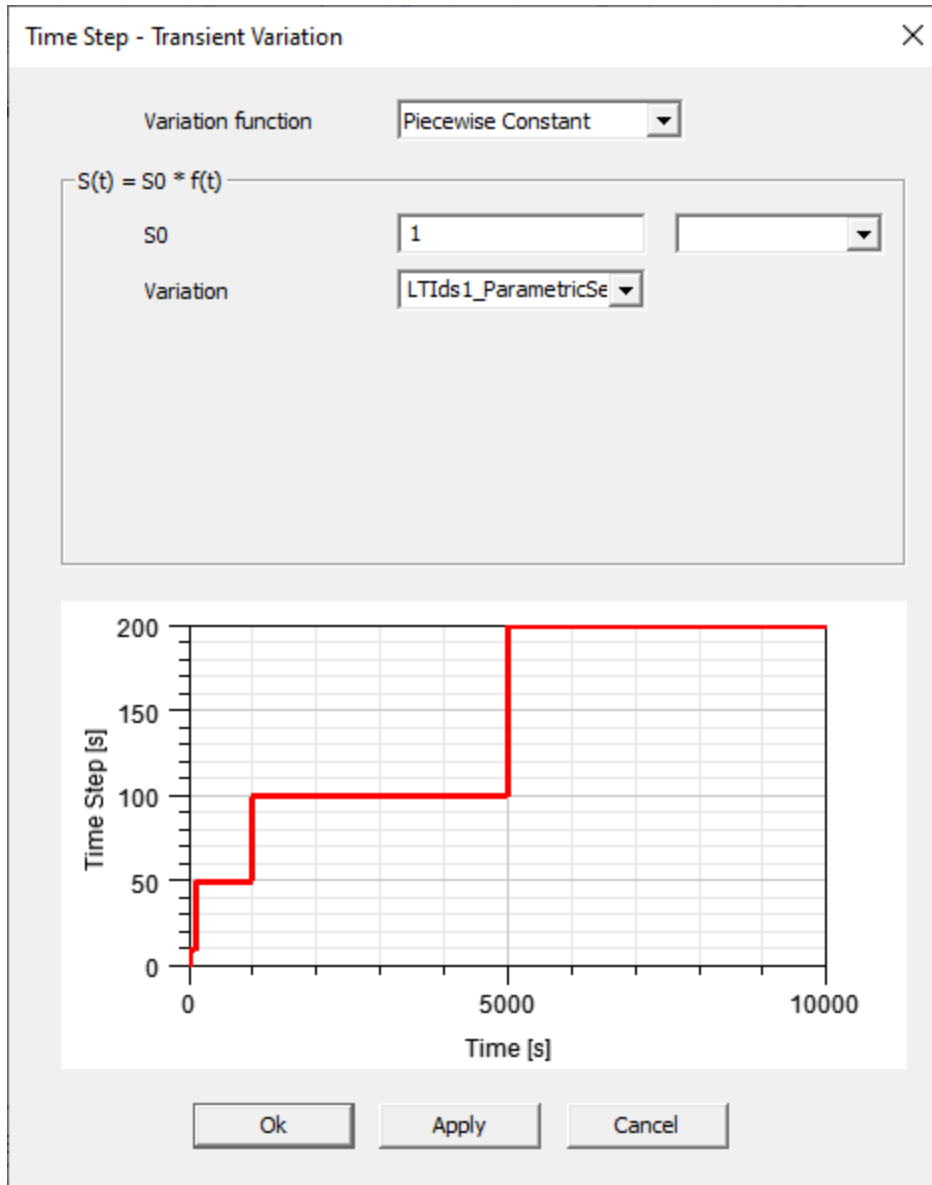 Time Step - Transient Variation
Variation function Piecewise Constant
S(t) = S0 * f(t)
S0 1
Variation LTIds1_ParametricSe
200
150
100
50
0
Time Step [s]
0 5000 10000
Time [s]
Ok Apply Cancel